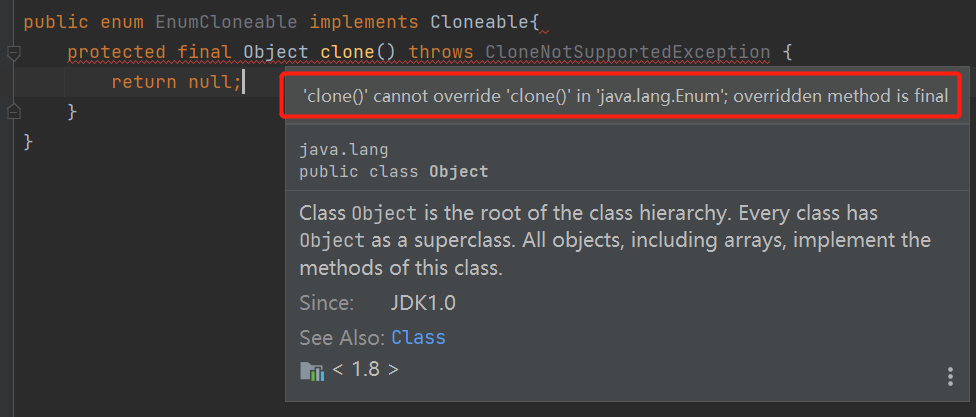 public enum EnumCloneable implements Cloneable{
protected final Object clone() throws CloneNotSupportedException {
return null;
'clone()' cannot override 'clone()' in 'java.lang.Enum'; overridden method is final
}
}
java.lang
public class Object
Class Object is the root of the class hierarchy. Every class has
Object as a superclass. All objects, including arrays, implement the
methods of this class.
Since: JDK1.0
See Also: Class
< 1.8 >